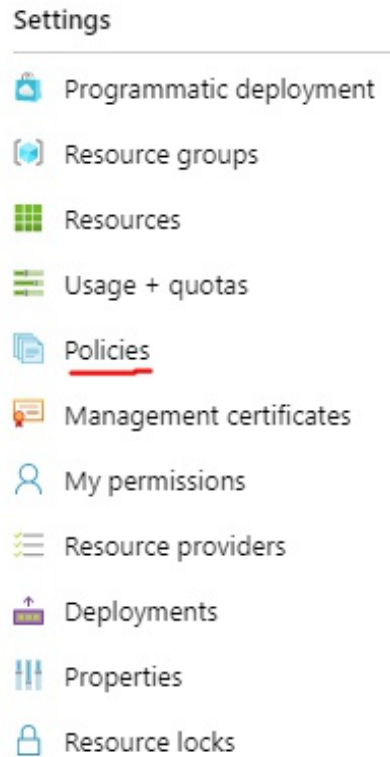 Settings
Programmatic deployment
Resource groups
Resources
Usage + quotas
Policies
Management certificates
My permissions
Resource providers
Deployments
Properties
Resource locks